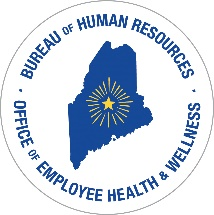 BUREAU OF HUMAN RESOURCES
OFFICE OF EMPLOYEE HEALTH & WELLNESS